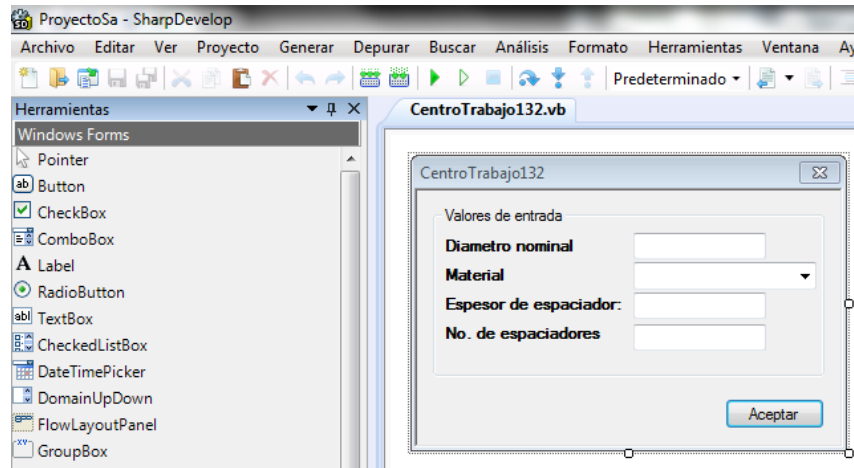 ProyectoSa - SharpDevelop
Archivo Editar Ver Proyecto Generar Depurar Buscar Análisis Formato Herramientas Ventana Ay
Predeterminado
Herramientas
CentroTrabajo132.vb
Windows Forms
Pointer
Button
CheckBox
ComboBox
Label
RadioButton
TextBox
CheckedListBox
DateTimePicker
DomainUpDown
FlowLayoutPanel
GroupBox
CentroTrabajo132
Valores de entrada
Diametro nominal
Material
Espesor de espaciador:
No. de espaciadores
Aceptar